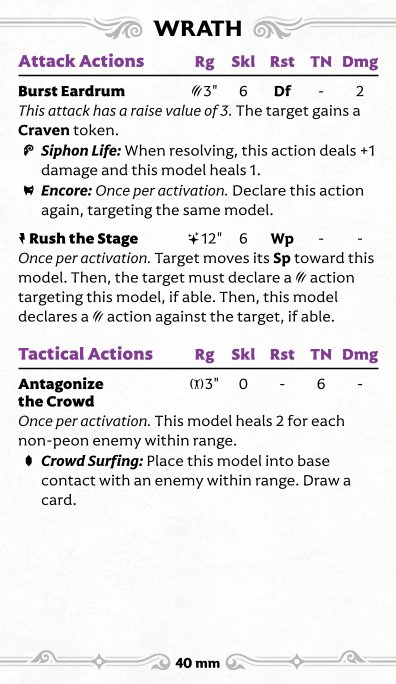 WRATH
Attack Actions Rg Skl Rst TN Dmg
Burst Eardrum 3" 6 Df - 2
This attack has a raise value of 3. The target gains a
Craven token.
Siphon Life: When resolving, this action deals +1
damage and this model heals 1.
Encore: Once per activation. Declare this action
again, targeting the same model.
Rush the Stage 12" 6 Wp - -
Once per activation. Target moves its Sp toward this
model. Then, the target must declare a action
targeting this model, if able. Then, this model
declares a action against the target, if able.
Tactical Actions Rg Skl Rst TN Dmg
Antagonize 3" 0 - 6 -
the Crowd
Once per activation. This model heals 2 for each
non-peon enemy within range.
Crowd Surfing: Place this model into base
contact with an enemy within range. Draw a
card.
40 mm